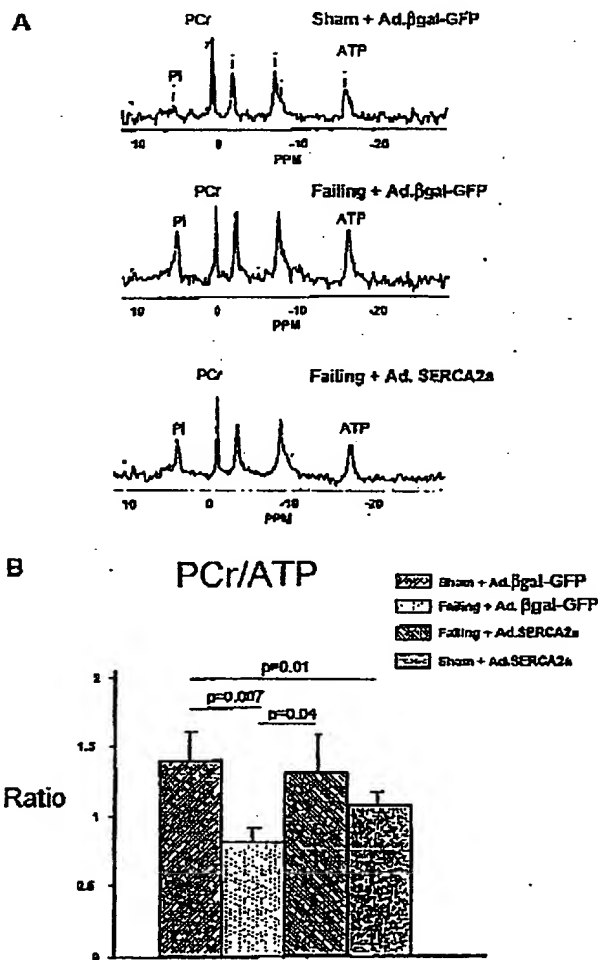 A
PCr
Sham + Ad.βgal-GFP
Pi
ATP
10 0 -10 -20
PPM
Failing + Ad.βgal-GFP
PCr
Pi
ATP
10 0 -10 -20
PPM
PCr
Failing + Ad. SERCA2a
Pi
ATP
10 0 -10 -20
PPM
B
PCr/ATP
Sham + Ad.βgal-GFP
Failing + Ad. βgal-GFP
Failing + Ad.SERCA2a
Sham + Ad.SERCA2a
p=0.01
2
p=0.007
p=0.04
1.5
Ratio
1
0.5
0